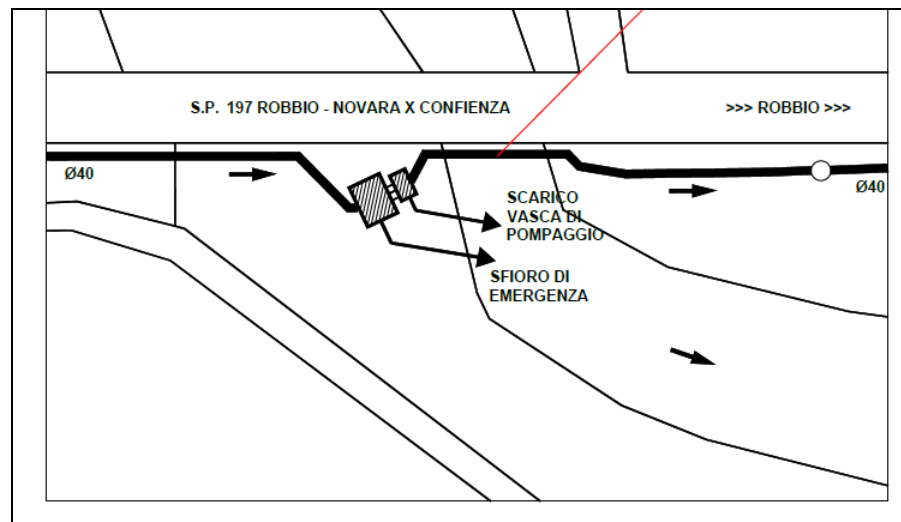 S.P. 197 ROBBIO - NOVARA X CONFIENZA
>>> ROBBIO >>>
Ø40
Ø40
SCARICO
VASCA DI
POMPAGGIO
SFIORO DI
EMERGENZA